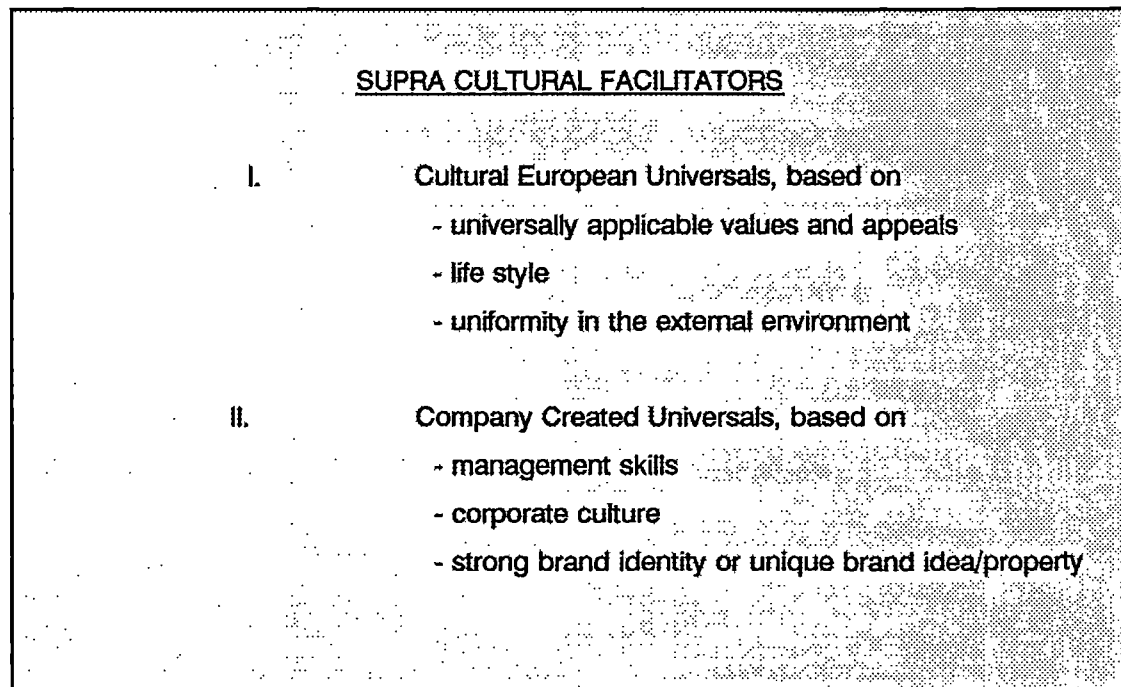 SUPRA CULTURAL FACILITATORS
I. Cultural European Universals, based on
- universally applicable values and appeals
- life style
- uniformity in the external environment
II. Company Created Universals, based on
- management skills
- corporate culture
- strong brand identity or unique brand idea/property